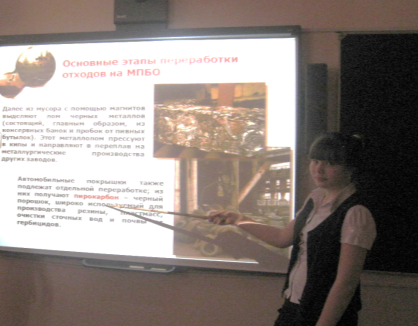 Основные этапы переработки
отходов на МПБО
Далее из мусора с помощью магнитов
выделяют лом черных металлов
(состоящий, главным образом, из
консервных банок и пробок от пивных
бутылок). Этот металлолом прессуют
в кипы и направляют в переплав на
металлургические производства
других заводов.
Автомобильные покрышки также
подлежат отдельной переработке; из
них получают пирокарбон – черный
порошок, широко используемый для
производства резины, пластмасс,
очистки сточных вод и почвы от
гербицидов.